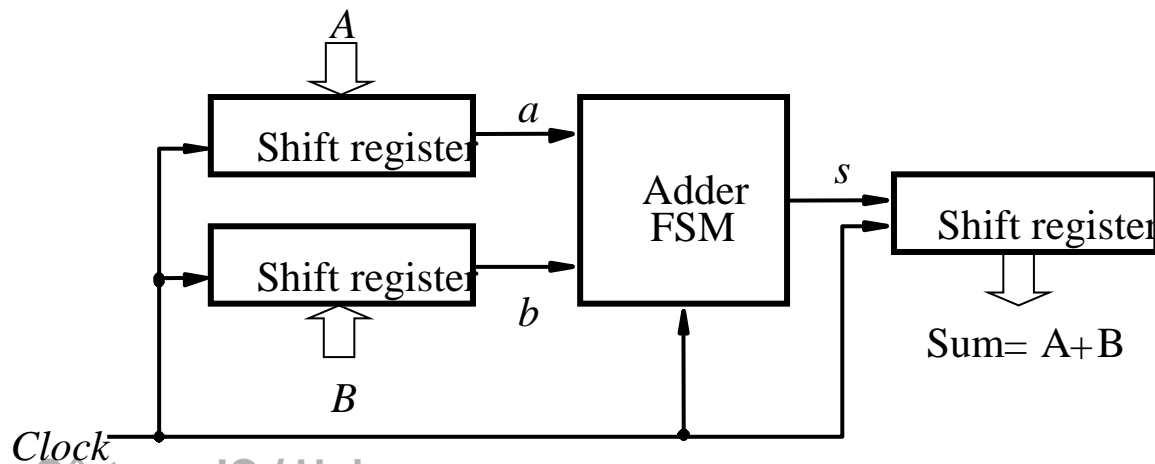 A
Shift register
a
Adder
FSM
s
Shift register
Shift register
b
Sum= A+B
B
Clock